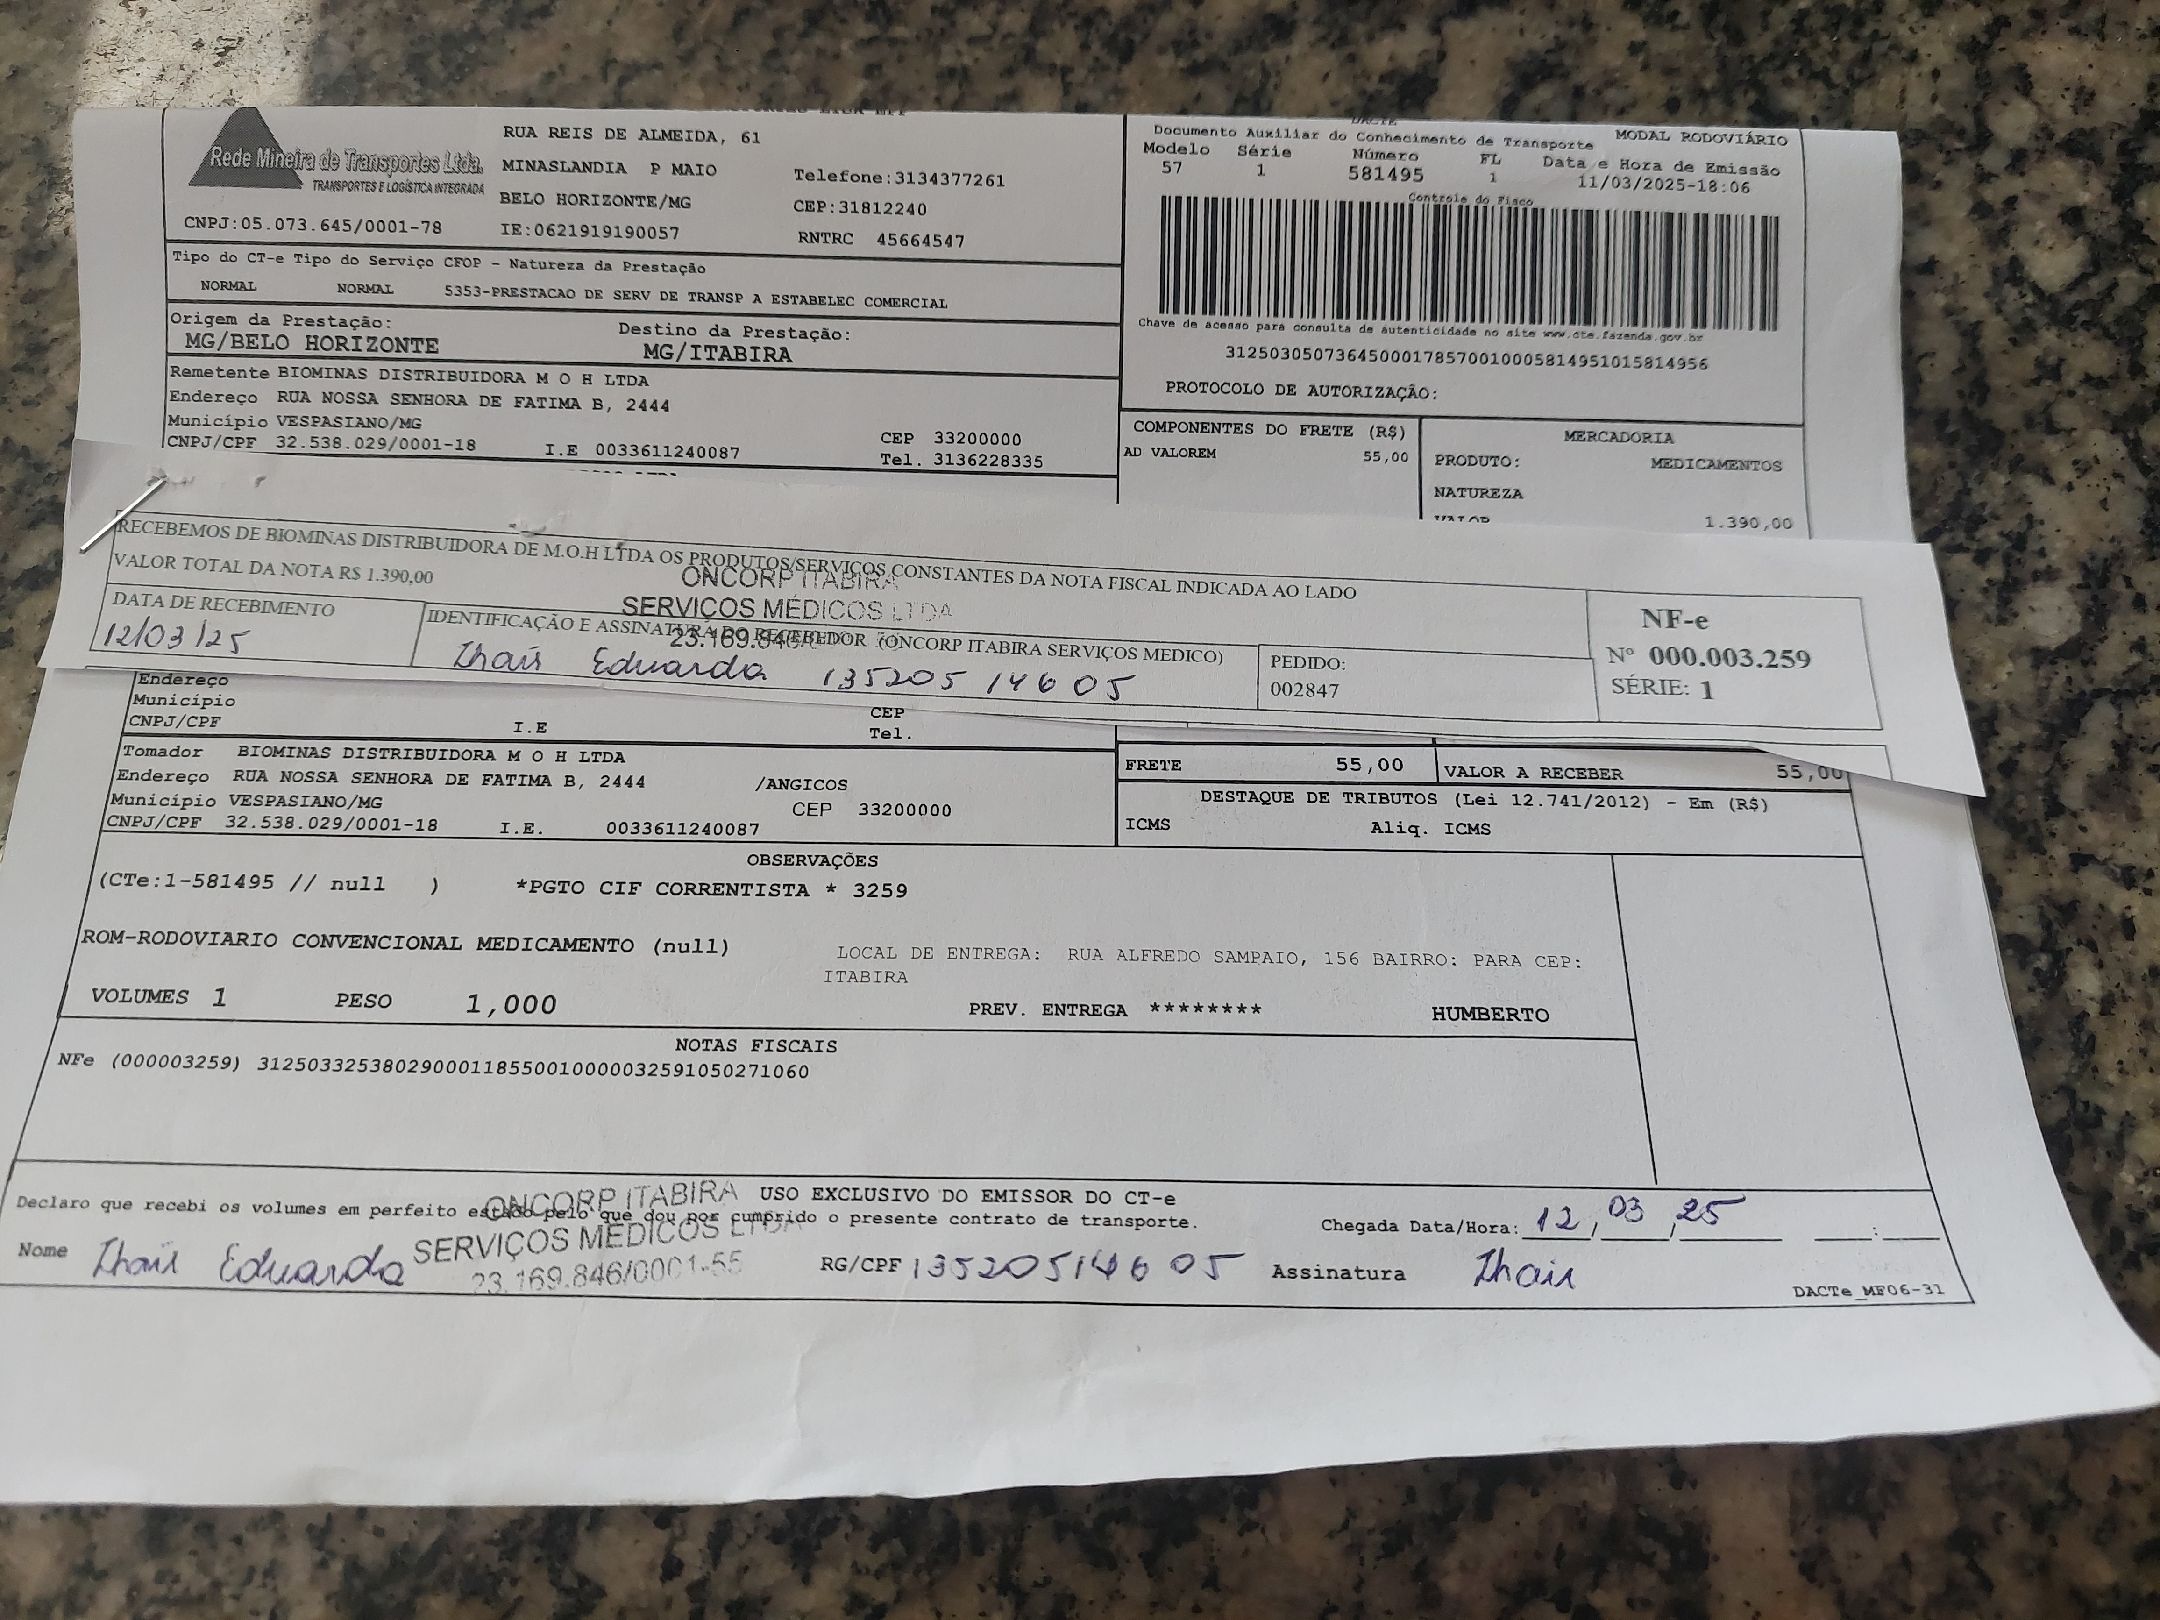 Rede Mineira de Transportes Ltda.
TRANSPORTES E LOGÍSTICA INTEGRADA
CNPJ:05.073.645/0001-78
RUA REIS DE ALMEIDA, 61
MINASLANDIA P MAIO
BELO HORIZONTE/MG
IE:0621919190057
Telefone:3134377261
CEP:31812240
RNTRC 45664547
DACTE
Documento Auxiliar do Conhecimento de Transporte MODAL RODOVIÁRIO
Modelo Série Número FL Data e Hora de Emissão
57 1 581495 1 11/03/2025-18:06
Controle do Fisco
Chave de acesso para consulta de autenticidade no site www.cte.fazenda.gov.br
31250305073645000178570010005814951015814956
PROTOCOLO DE AUTORIZAÇÃO:
Tipo do CT-e Tipo do Serviço CFOP - Natureza da Prestação
NORMAL NORMAL 5353-PRESTACAO DE SERV DE TRANSP A ESTABELEC COMERCIAL
Origem da Prestação: Destino da Prestação:
MG/BELO HORIZONTE MG/ITABIRA
Remetente BIOMINAS DISTRIBUIDORA M O H LTDA
Endereço RUA NOSSA SENHORA DE FATIMA B, 2444
Município VESPASIANO/MG CEP 33200000
CNPJ/CPF 32.538.029/0001-18 I.E 0033611240087 Tel. 3136228335
COMPONENTES DO FRETE (R$)
AD VALOREM 55,00
MERCADORIA
PRODUTO: MEDICAMENTOS
NATUREZA
VALOR 1.390,00
RECEBEMOS DE BIOMINAS DISTRIBUIDORA DE M.O.H LTDA OS PRODUTOS/SERVIÇOS CONSTANTES DA NOTA FISCAL INDICADA AO LADO
VALOR TOTAL DA NOTA R$ 1.390,00
ONCORP ITABIRA
SERVIÇOS MÉDICOS LTDA
23.169.846/
DATA DE RECEBIMENTO
12/03/25
IDENTIFICAÇÃO E ASSINATURA DO RECEBEDOR (ONCORP ITABIRA SERVIÇOS MEDICO)
Thaís Eduarda 135205 146 05
PEDIDO:
002847
NF-e
Nº 000.003.259
SÉRIE: 1
Endereço
Município CEP
CNPJ/CPF I.E Tel.
Tomador BIOMINAS DISTRIBUIDORA M O H LTDA
Endereço RUA NOSSA SENHORA DE FATIMA B, 2444 /ANGICOS
Município VESPASIANO/MG CEP 33200000
CNPJ/CPF 32.538.029/0001-18 I.E. 0033611240087
FRETE 55,00 VALOR A RECEBER 55,00
DESTAQUE DE TRIBUTOS (Lei 12.741/2012) - Em (R$)
ICMS Aliq. ICMS
OBSERVAÇÕES
(CTe:1-581495 // null ) *PGTO CIF CORRENTISTA * 3259
ROM-RODOVIARIO CONVENCIONAL MEDICAMENTO (null)
LOCAL DE ENTREGA: RUA ALFREDO SAMPAIO, 156 BAIRRO: PARA CEP:
ITABIRA
VOLUMES 1 PESO 1,000 PREV. ENTREGA ******** HUMBERTO
NOTAS FISCAIS
NFe (000003259) 31250332538029000118550010000032591050271060
USO EXCLUSIVO DO EMISSOR DO CT-e
Declaro que recebi os volumes em perfeito estado pelo que dou por cumprido o presente contrato de transporte.
Chegada Data/Hora: 12, 03, 25 :
ONCORP ITABIRA
SERVIÇOS MÉDICOS LTDA
23.169.846/0001-55
Nome Thaís Eduarda RG/CPF 135205146 05 Assinatura Thaís
DACTe_MF06-31